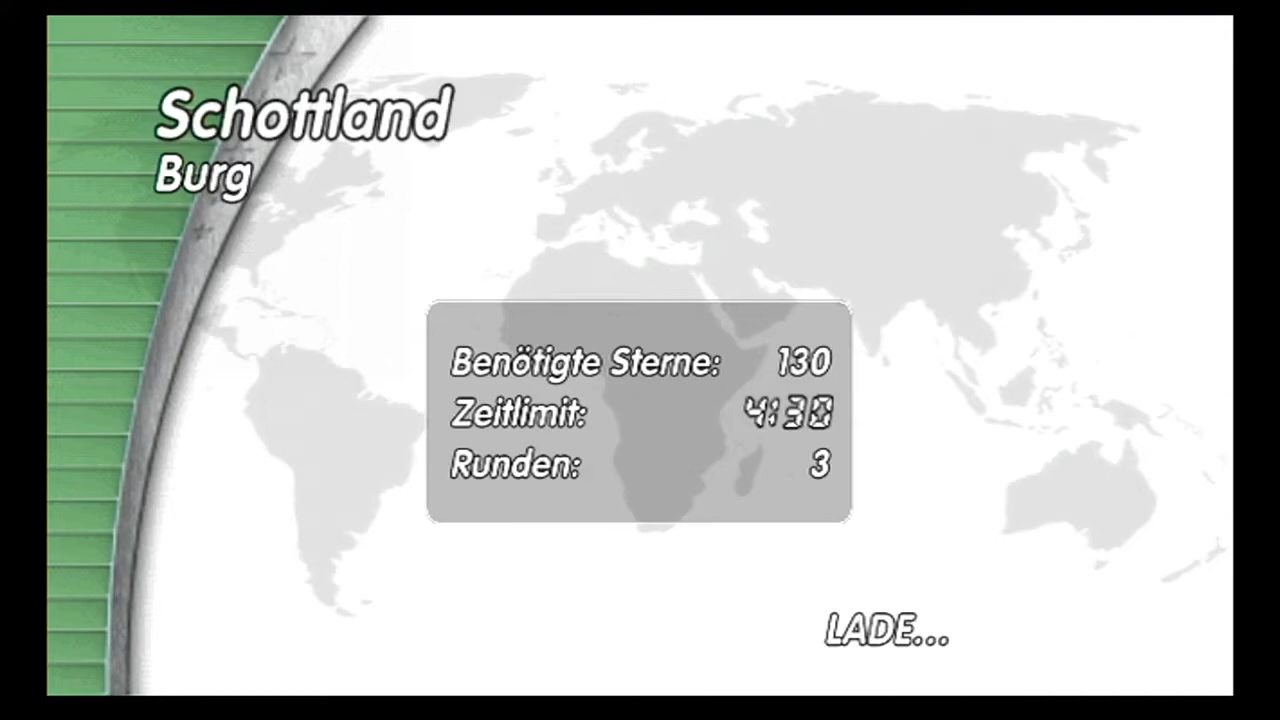 Schottland
Burg
Benötigte Sterne: 130
Zeitlimit: 4:30
Runden: 3
LADE...